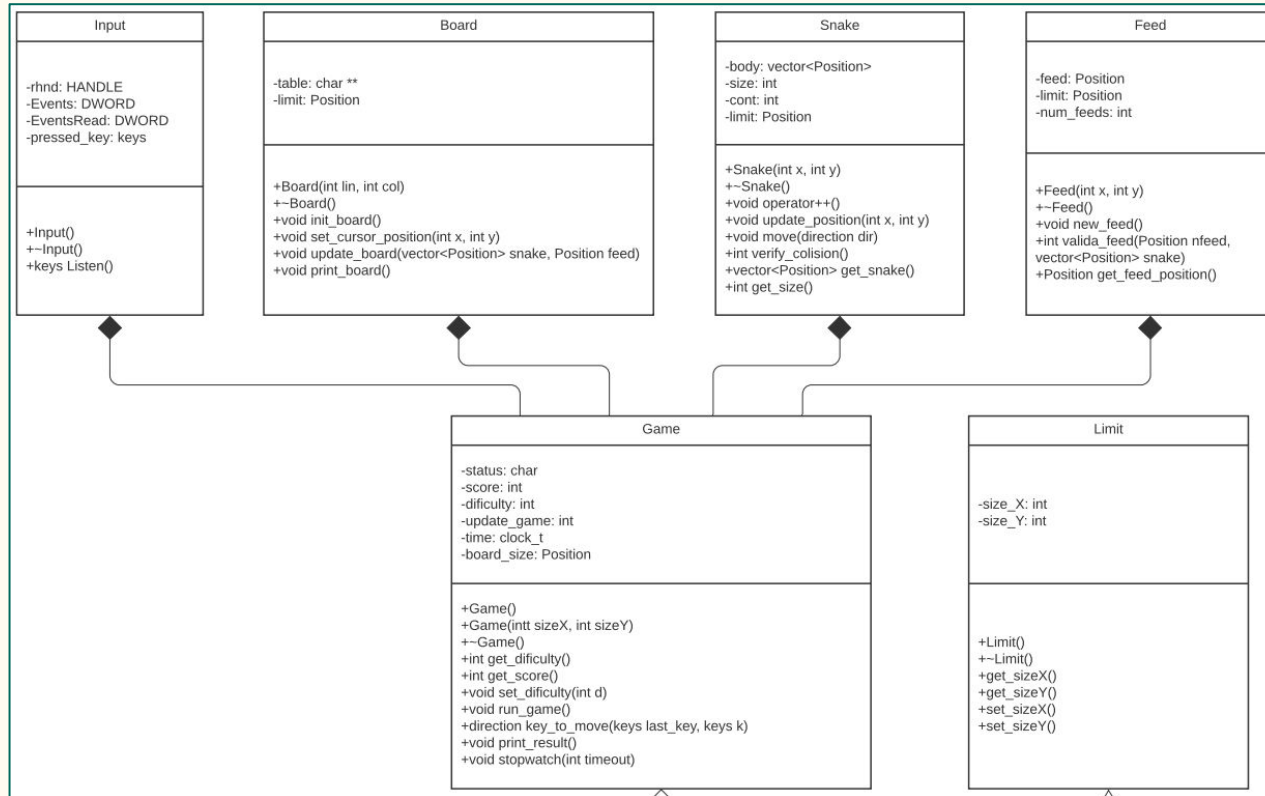 Input
-rhnd: HANDLE
-Events: DWORD
-EventsRead: DWORD
-pressed_key: keys
+Input()
+~Input()
+keys Listen()
Board
-table: char **
-limit: Position
+Board(int lin, int col)
+~Board()
+void init_board()
+void set_cursor_position(int x, int y)
+void update_board(vector<Position> snake, Position feed)
+void print_board()
Snake
-body: vector<Position>
-size: int
-cont: int
-limit: Position
+Snake(int x, int y)
+~Snake()
+void operator++()
+void update_position(int x, int y)
+void move(direction dir)
+int verify_colision()
+vector<Position> get_snake()
+int get_size()
Feed
-feed: Position
-limit: Position
-num_feeds: int
+Feed(int x, int y)
+~Feed()
+void new_feed()
+int valida_feed(Position nfeed,
vector<Position> snake)
+Position get_feed_position()
Game
-status: char
-score: int
-dificulty: int
-update_game: int
-time: clock_t
-board_size: Position
+Game()
+Game(intt sizeX, int sizeY)
+~Game()
+int get_dificulty()
+int get_score()
+void set_dificulty(int d)
+void run_game()
+direction key_to_move(keys last_key, keys k)
+void print_result()
+void stopwatch(int timeout)
Limit
-size_X: int
-size_Y: int
+Limit()
+~Limit()
+get_sizeX()
+get_sizeY()
+set_sizeX()
+set_sizeY()